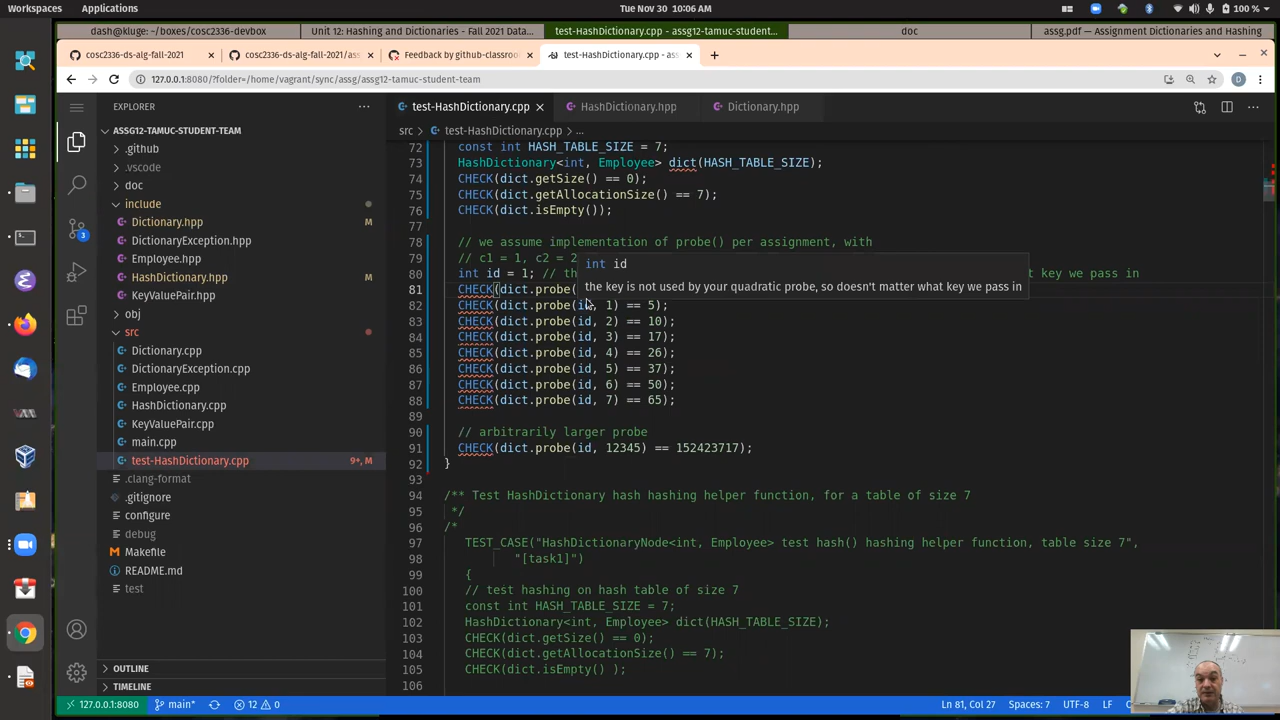 Workspaces Applications Tue Nov 30 10:06 AM 100 %
dash@kluge: ~/boxes/cosc2336-devbox Unit 12: Hashing and Dictionaries - Fall 2021 Data... test-HashDictionary.cpp - assg12-tamuc-student-team... doc assg.pdf — Assignment Dictionaries and Hashing
cosc2336-ds-alg-fall-2021 cosc2336-ds-alg-fall-2021/ass Feedback by github-classroo test-HashDictionary.cpp - ass
127.0.0.1:8080/?folder=/home/vagrant/sync/assg/assg12-tamuc-student-team D
EXPLORER
test-HashDictionary.cpp HashDictionary.hpp Dictionary.hpp
src > test-HashDictionary.cpp > ...
ASSG12-TAMUC-STUDENT-TEAM
.github
.vscode
doc
include
Dictionary.hpp M
DictionaryException.hpp
Employee.hpp
HashDictionary.hpp M
KeyValuePair.hpp
obj
src
Dictionary.cpp
DictionaryException.cpp
Employee.cpp
HashDictionary.cpp
KeyValuePair.cpp
main.cpp
test-HashDictionary.cpp 9+, M
.clang-format
.gitignore
configure
debug
Makefile
README.md
test
OUTLINE
TIMELINE
3
72 const int HASH_TABLE_SIZE = 7;
73 HashDictionary<int, Employee> dict(HASH_TABLE_SIZE);
74 CHECK(dict.getSize() == 0);
75 CHECK(dict.getAllocationSize() == 7);
76 CHECK(dict.isEmpty());
77
78 // we assume implementation of probe() per assignment, with
79 // c1 = 1, c2 = 2
80 int id = 1; // th t key we pass in
int id
the key is not used by your quadratic probe, so doesn't matter what key we pass in
81 CHECK(dict.probe(
82 CHECK(dict.probe(id, 1) == 5);
83 CHECK(dict.probe(id, 2) == 10);
84 CHECK(dict.probe(id, 3) == 17);
85 CHECK(dict.probe(id, 4) == 26);
86 CHECK(dict.probe(id, 5) == 37);
87 CHECK(dict.probe(id, 6) == 50);
88 CHECK(dict.probe(id, 7) == 65);
89
90 // arbitrarily larger probe
91 CHECK(dict.probe(id, 12345) == 152423717);
92 }
93
94 /** Test HashDictionary hash hashing helper function, for a table of size 7
95 */
96 /*
97 TEST_CASE("HashDictionaryNode<int, Employee> test hash() hashing helper function, table size 7",
98 "[task1]")
99 {
100 // test hashing on hash table of size 7
101 const int HASH_TABLE_SIZE = 7;
102 HashDictionary<int, Employee> dict(HASH_TABLE_SIZE);
103 CHECK(dict.getSize() == 0);
104 CHECK(dict.getAllocationSize() == 7);
105 CHECK(dict.isEmpty() );
106
127.0.0.1:8080 main* 12 0 Ln 81, Col 27 Spaces: 7 UTF-8 LF